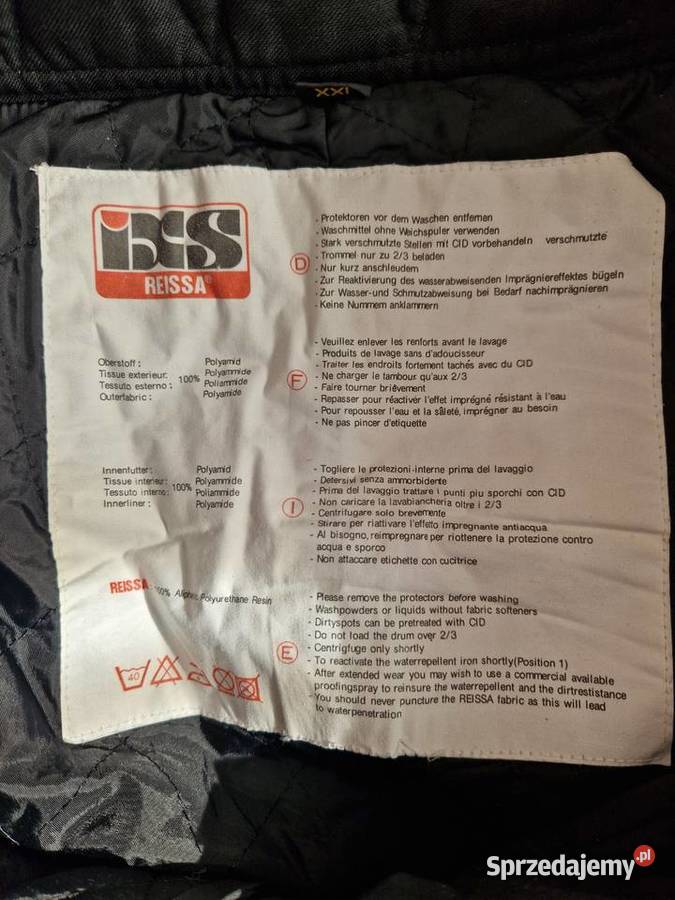 XXL
iXS
REISSA®
. Protektoren vor dem Waschen entfernen
. Waschmittel ohne Weichspuler verwenden
. Stark verschmutzte Stellen mit CID vorbehandeln verschmutzte
. Trommel nur zu 2/3 beladen
D
. Nur kurz anschleudern
. Zur Reaktivierung des wasserabweisenden Imprägniereffektes bügeln
. Zur Wasser-und Schmutzabweisung bei Bedarf nachimprägnieren
. Keine Nummern anklammern
Oberstoff : Polyamid
Tissue exterieur: Polyammide
Tessuto esterno : 100% Poliammide
Outerfabric : Polyamide
- Veuillez enlever les renforts avant le lavage
- Produits de lavage sans d'adoucisseur
- Traiter les endroits fortement tachés avec du CID
F
- Ne charger le tambour qu'aux 2/3
- Faire tourner brièvement
- Repasser pour réactiver l'effet imprégné résistant à l'eau
- Pour repousser l'eau et la sâleté, imprégner au besoin
- Ne pas pincer d'etiquette
Innenfutter: Polyamid
Tissue interieur: Polyammide
Tessuto interno: 100% Poliammide
Innerliner : Polyamide
- Togliere le protezioni-interne prima del lavaggio
- Detersivi senza ammorbidente
- Prima del lavaggio trattare i punti piu sporchi con CID
I
- Non caricare la lavabiancheria oltre i 2/3
- Centrifugare solo brevemente
- Stirare per riattivare l'effetto impregnante antiacqua
- Al bisogno, reimpregnare per riottenere la protezione contro
acqua e sporco
- Non attaccare etichette con cucitrice
REISSA 100% Aliphat. Polyurethane Resin
40
- Please remove the protectors before washing
- Washpowders or liquids without fabric softeners
- Dirtyspots can be pretreated with CID
- Do not load the drum over 2/3
E
- Centrigfuge only shortly
- To reactivate the waterrepellent iron shortly(Position 1)
- After extended wear you may wish to use a commercial available
proofingspray to reinsure the waterrepellent and the dirtrestistance
- You should never puncture the REISSA fabric as this will lead
to waterpenetration
Sprzedajemy.pl